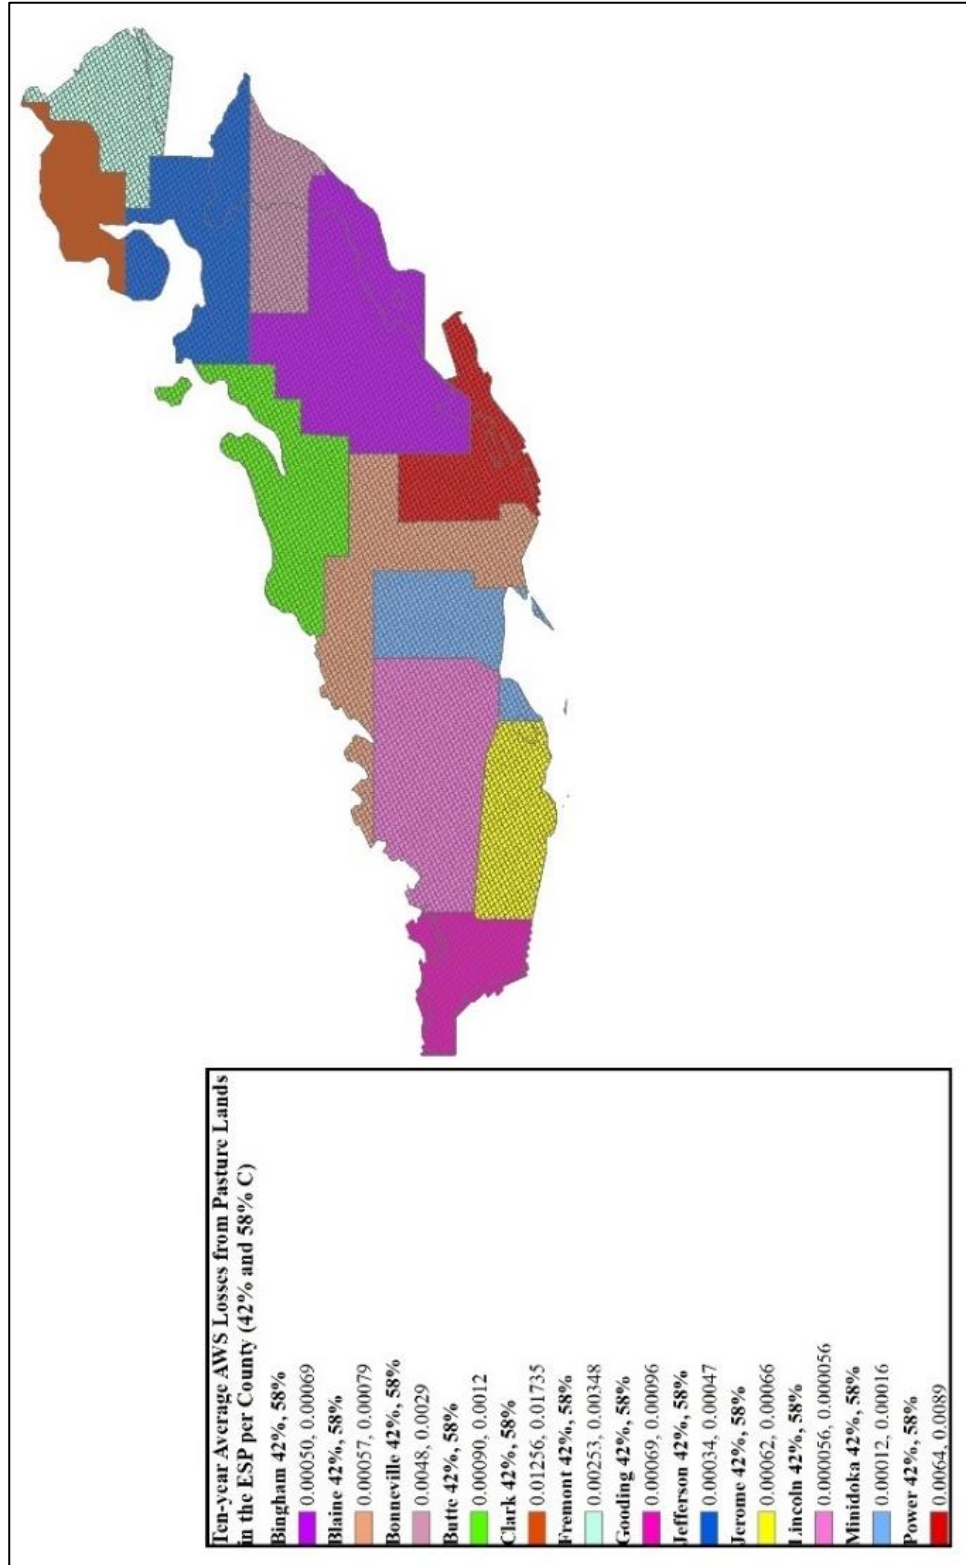 Ten-year Average AWS Losses from Pasture Lands
in the ESP per County (42% and 58% C)
Bingham 42%, 58%
0.00050, 0.00069
Blaine 42%, 58%
0.00057, 0.00079
Bonneville 42%, 58%
0.0048, 0.0029
Butte 42%, 58%
0.00090, 0.00012
Clark 42%, 58%
0.01256, 0.01735
Fremont 42%, 58%
0.00253, 0.00348
Gooding 42%, 58%
0.00069, 0.00096
Jefferson 42%, 58%
0.00034, 0.00047
Jerome 42%, 58%
0.00062, 0.00066
Lincoln 42%, 58%
0.000056, 0.000056
Minidoka 42%, 58%
0.00012, 0.00016
Power 42%, 58%
0.0064, 0.0089